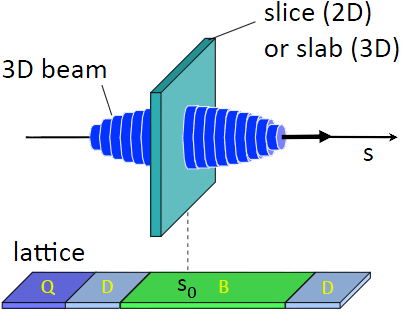 slice (2D)
or slab (3D)
3D beam
s
lattice
Q D s₀ B D